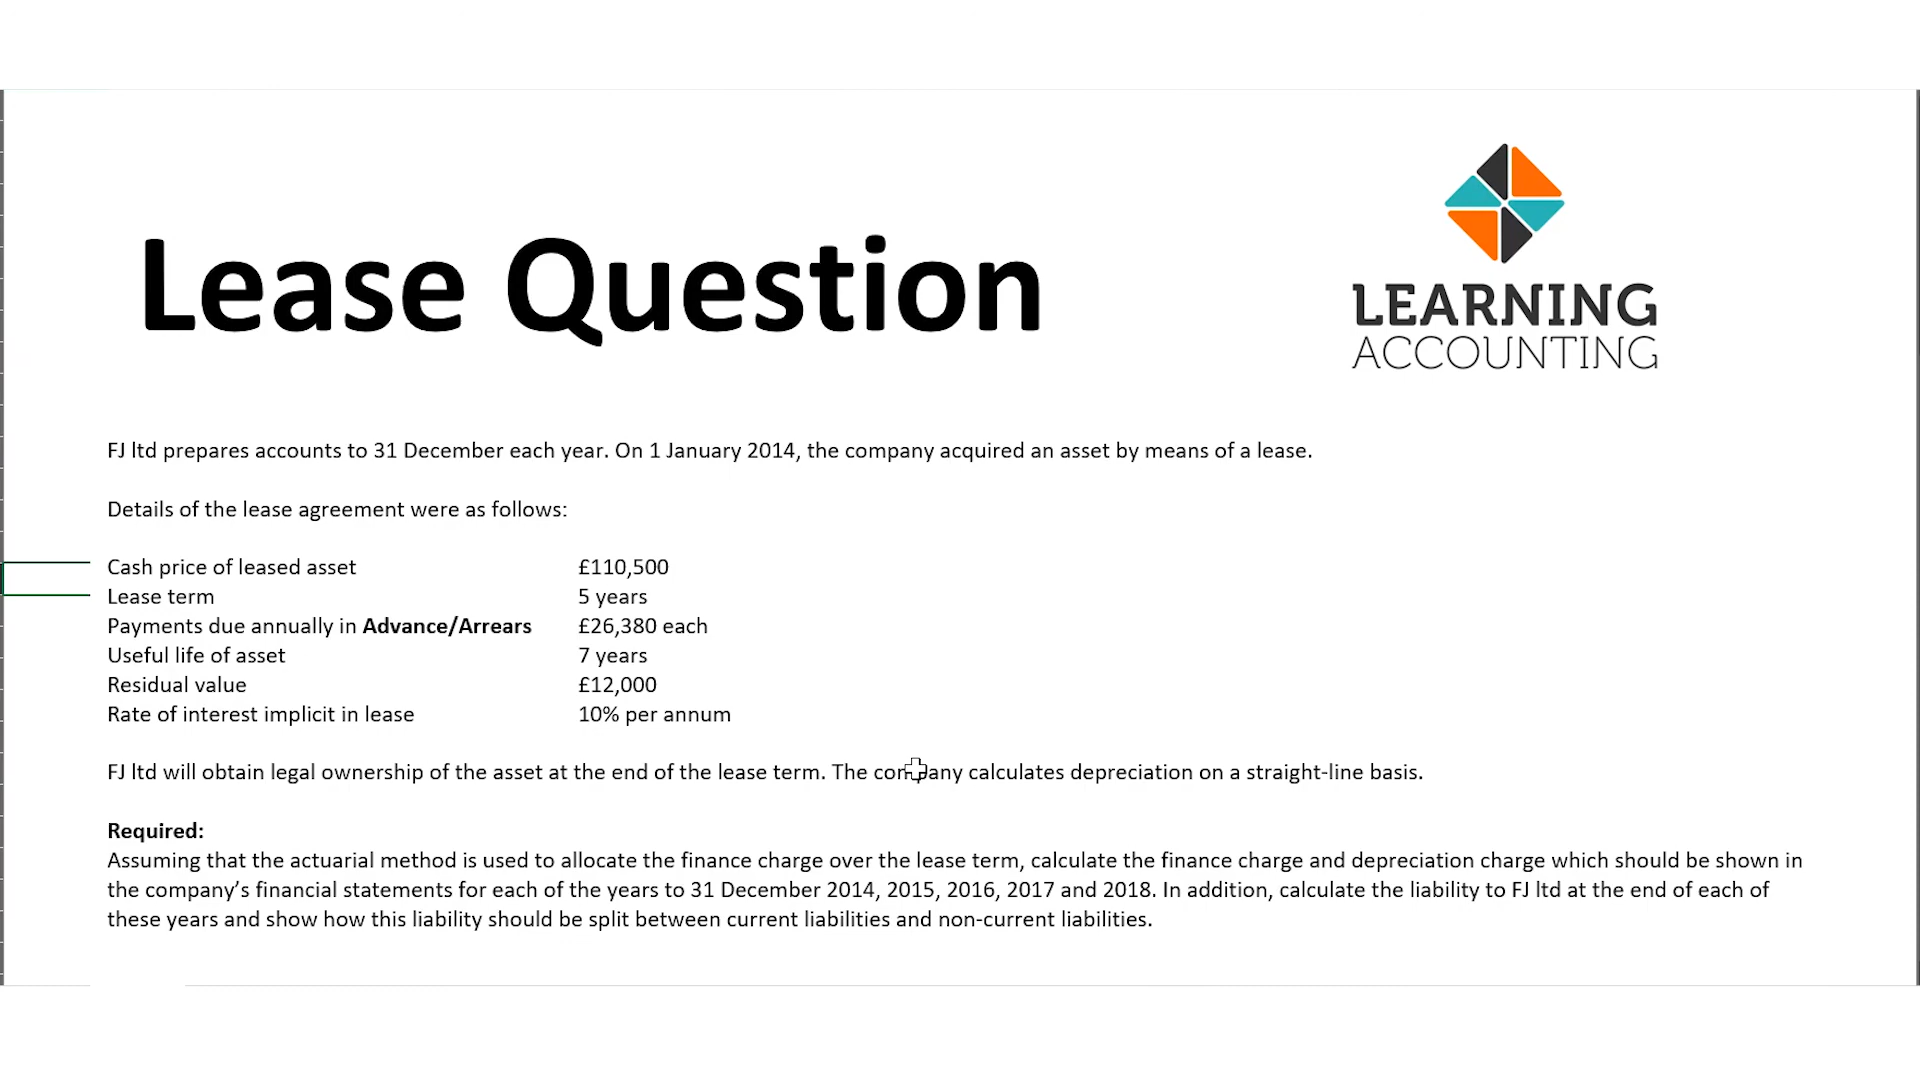 Lease Question
LEARNING
ACCOUNTING
FJ ltd prepares accounts to 31 December each year. On 1 January 2014, the company acquired an asset by means of a lease.
Details of the lease agreement were as follows:
Cash price of leased asset £110,500
Lease term 5 years
Payments due annually in Advance/Arrears £26,380 each
Useful life of asset 7 years
Residual value £12,000
Rate of interest implicit in lease 10% per annum
FJ ltd will obtain legal ownership of the asset at the end of the lease term. The company calculates depreciation on a straight-line basis.
Required:
Assuming that the actuarial method is used to allocate the finance charge over the lease term, calculate the finance charge and depreciation charge which should be shown in
the company's financial statements for each of the years to 31 December 2014, 2015, 2016, 2017 and 2018. In addition, calculate the liability to FJ ltd at the end of each of
these years and show how this liability should be split between current liabilities and non-current liabilities.